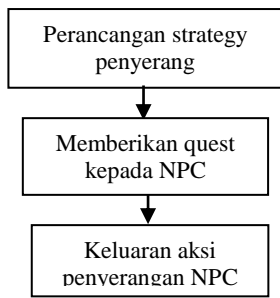 Perancangan strategy
penyerang
Memberikan quest
kepada NPC
Keluaran aksi
penyerangan NPC